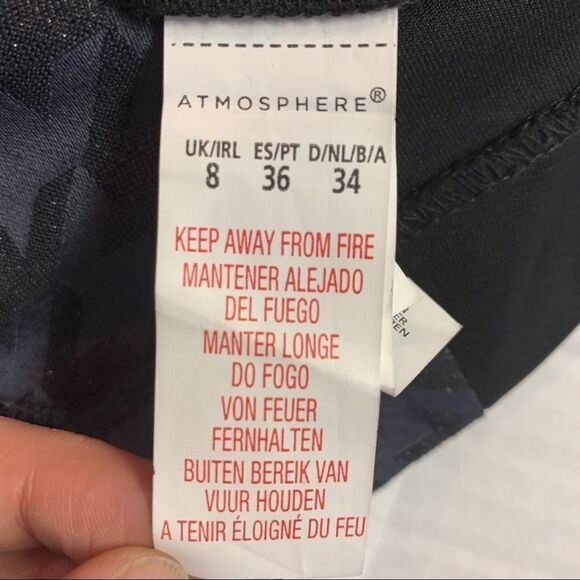 ATMOSPHERE®
UK/IRL ES/PT D/NL/B/A
8 36 34
KEEP AWAY FROM FIRE
MANTENER ALEJADO
DEL FUEGO
MANTER LONGE
DO FOGO
VON FEUER
FERNHALTEN
BUITEN BEREIK VAN
VUUR HOUDEN
A TENIR ÉLOIGNÉ DU FEU